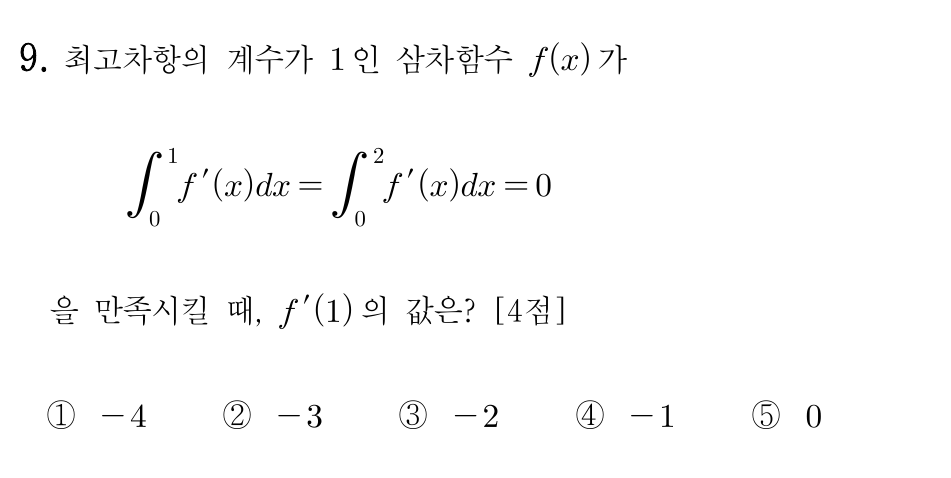 9. 최고차항의 계수가 1인 삼차함수 f(x)가
∫₀¹ f′(x)dx = ∫₀² f′(x)dx = 0
을 만족시킬 때, f′(1)의 값은? [4점]
① −4 ② −3 ③ −2 ④ −1 ⑤ 0